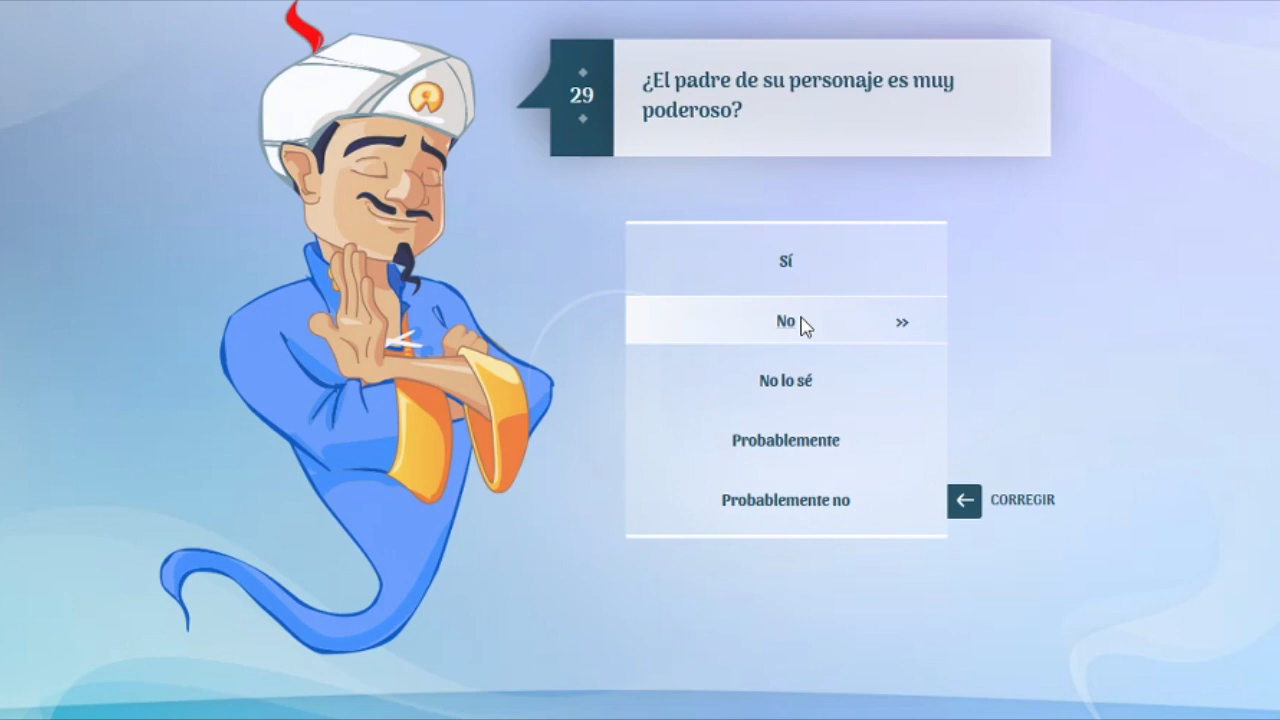 29
¿El padre de su personaje es muy
poderoso?
Sí
No
No lo sé
Probablemente
Probablemente no
CORREGIR